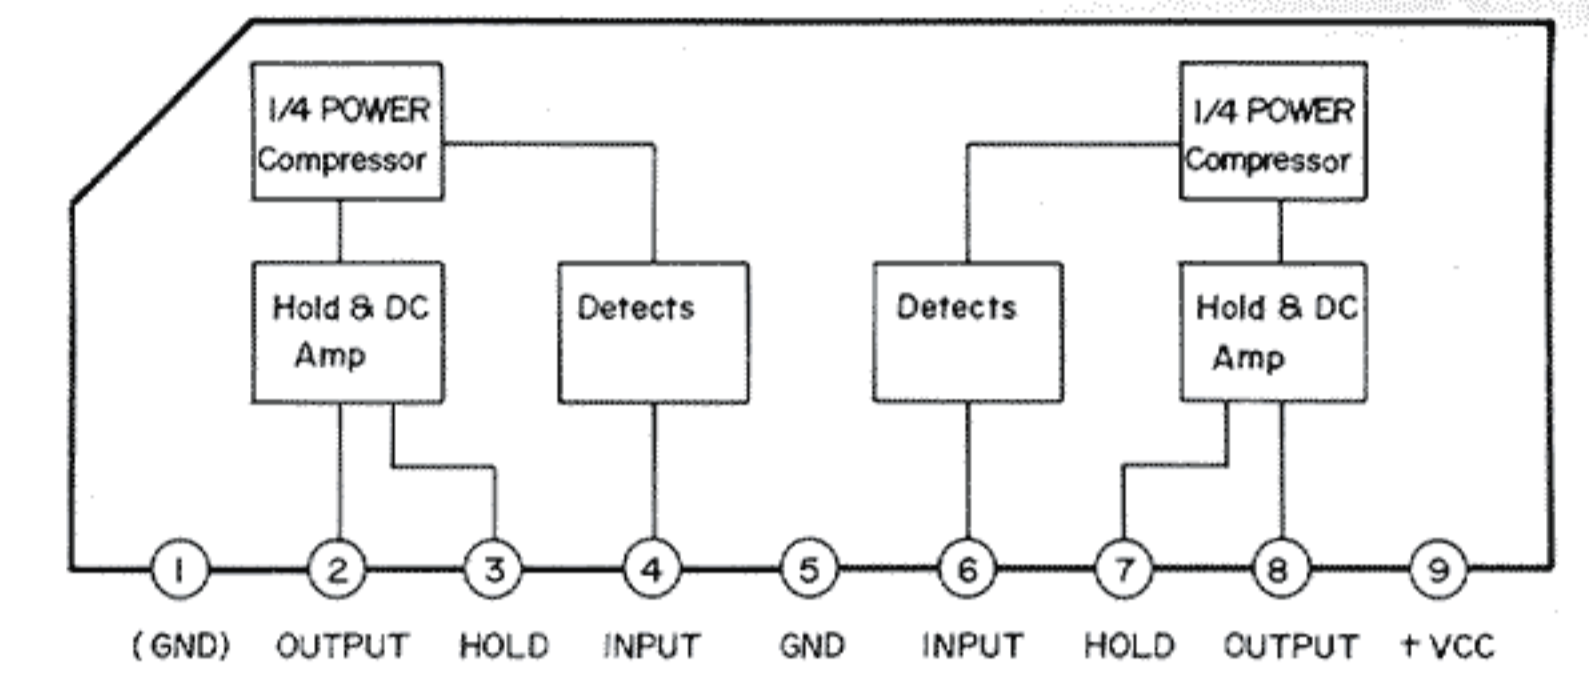 1/4 POWER
Compressor
1/4 POWER
Compressor
Hold & DC
Amp
Detects
Detects
Hold & DC
Amp
1 2 3 4 5 6 7 8 9
(GND) OUTPUT HOLD INPUT GND INPUT HOLD OUTPUT +VCC